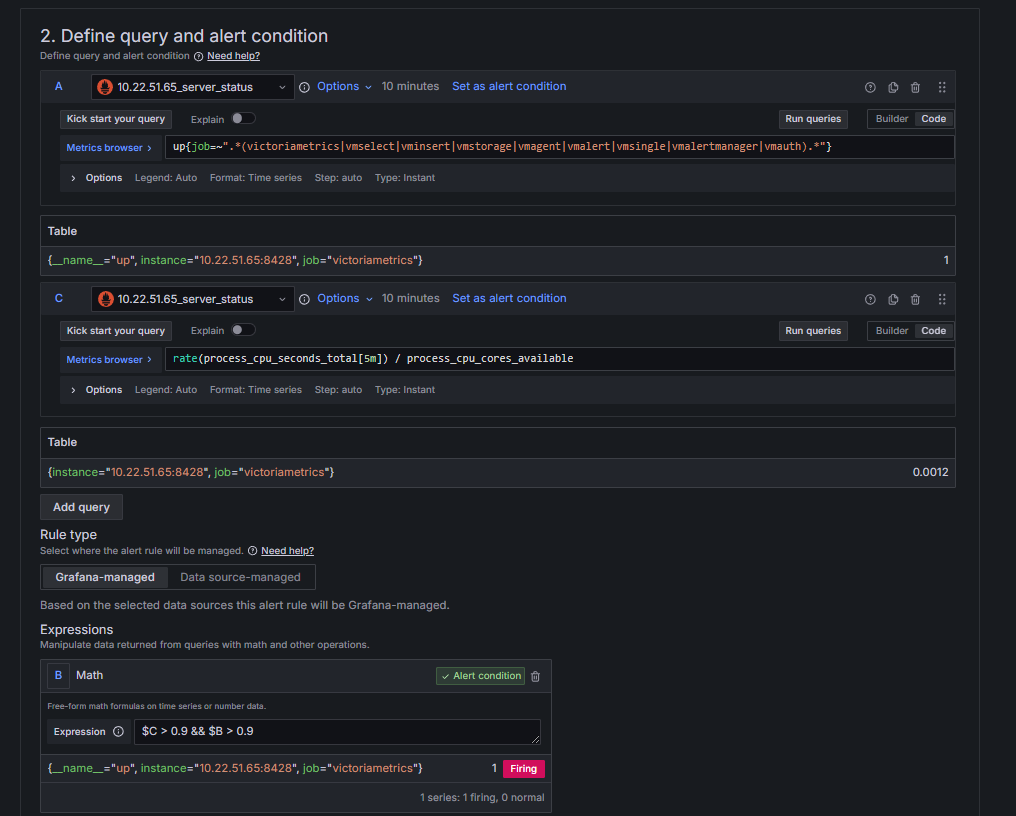 2. Define query and alert condition
Define query and alert condition Need help?
A 10.22.51.65_server_status Options 10 minutes Set as alert condition
Kick start your query Explain Run queries Builder Code
Metrics browser > up{job=~".*(victoriametrics|vmselect|vminsert|vmstorage|vmagent|vmalert|vmsingle|vmalertmanager|vmauth).*"}
> Options Legend: Auto Format: Time series Step: auto Type: Instant
Table
{__name__="up", instance="10.22.51.65:8428", job="victoriametrics"} 1
C 10.22.51.65_server_status Options 10 minutes Set as alert condition
Kick start your query Explain Run queries Builder Code
Metrics browser > rate(process_cpu_seconds_total[5m]) / process_cpu_cores_available
> Options Legend: Auto Format: Time series Step: auto Type: Instant
Table
{instance="10.22.51.65:8428", job="victoriametrics"} 0.0012
Add query
Rule type
Select where the alert rule will be managed. Need help?
Grafana-managed Data source-managed
Based on the selected data sources this alert rule will be Grafana-managed.
Expressions
Manipulate data returned from queries with math and other operations.
B Math Alert condition
Free-form math formulas on time series or number data.
Expression $C > 0.9 && $B > 0.9
{__name__="up", instance="10.22.51.65:8428", job="victoriametrics"} 1 Firing
1 series: 1 firing, 0 normal